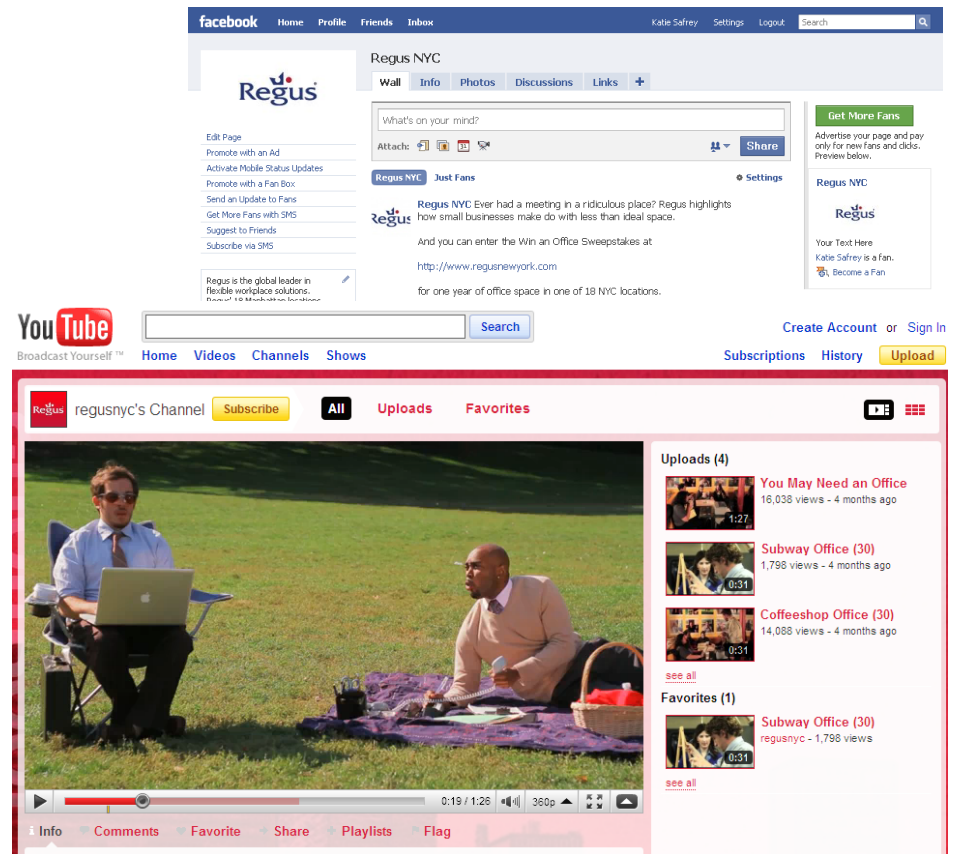 facebook Home Profile Friends Inbox Katie Safrey Settings Logout Search
Regus
Regus NYC
Wall Info Photos Discussions Links +
What's on your mind?
Attach: 31 Share
Regus NYC Just Fans Settings
Regus
Regus NYC Ever had a meeting in a ridiculous place? Regus highlights
how small businesses make do with less than ideal space.
And you can enter the Win an Office Sweepstakes at
http://www.regusnewyork.com
for one year of office space in one of 18 NYC locations.
Edit Page
Promote with an Ad
Activate Mobile Status Updates
Promote with a Fan Box
Send an Update to Fans
Get More Fans with SMS
Suggest to Friends
Subscribe via SMS
Regus is the global leader in
flexible workplace solutions.
Regus' 18 Manhattan locations
Get More Fans
Advertise your page and pay
only for new fans and clicks.
Preview below.
Regus NYC
Regus
Your Text Here
Katie Safrey is a fan.
Become a Fan
YouTube
Broadcast Yourself ™
Search
Create Account or Sign In
Home Videos Channels Shows
Subscriptions History Upload
Regus
regusnyc's Channel Subscribe All Uploads Favorites
Uploads (4)
You May Need an Office
16,038 views - 4 months ago
1:27
Subway Office (30)
1,798 views - 4 months ago
0:31
Coffeeshop Office (30)
14,088 views - 4 months ago
0:31
see all
Favorites (1)
Subway Office (30)
regusnyc - 1,798 views
0:31
see all
0:19 / 1:26 360p
Info Comments Favorite Share Playlists Flag